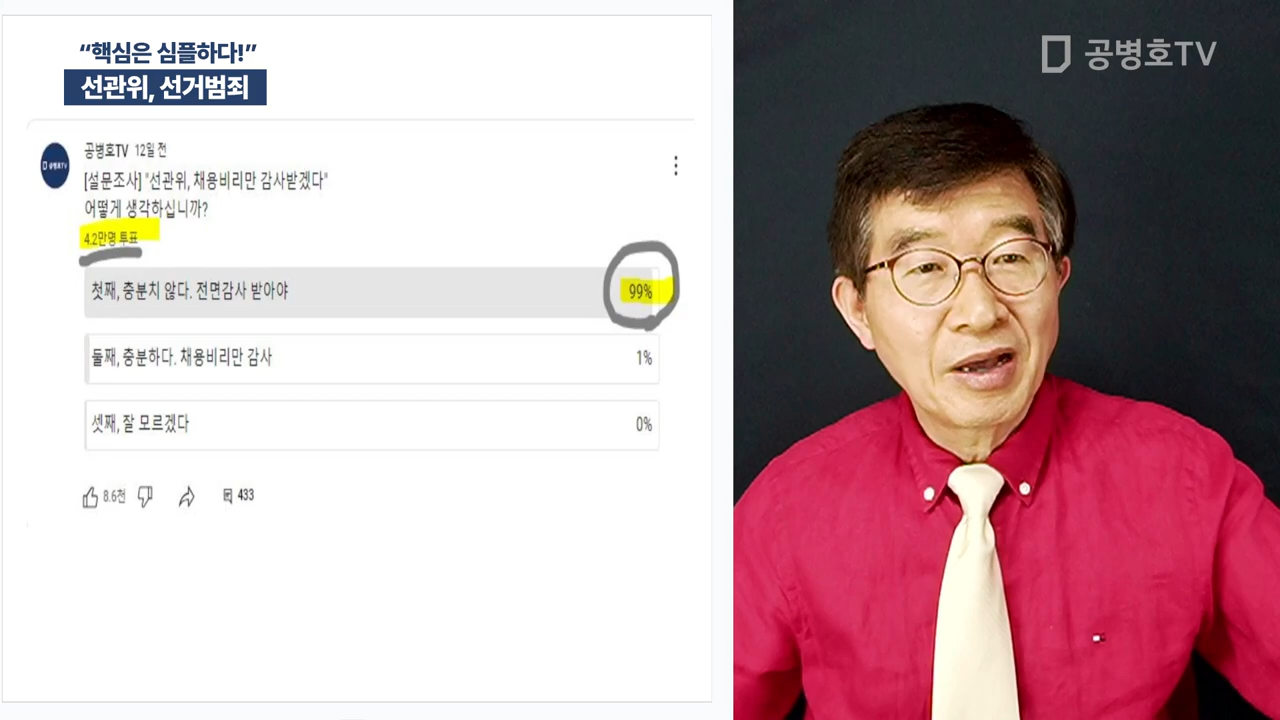 “핵심은 심플하다!”
선관위, 선거범죄
공병호TV
공병호TV
공병호TV 12일 전
[설문조사] "선관위, 채용비리만 감사받겠다"
어떻게 생각하십니까?
4.2만명 투표
첫째, 충분치 않다. 전면감사 받아야 99%
둘째, 충분하다. 채용비리만 감사 1%
셋째, 잘 모르겠다 0%
8.6천 433